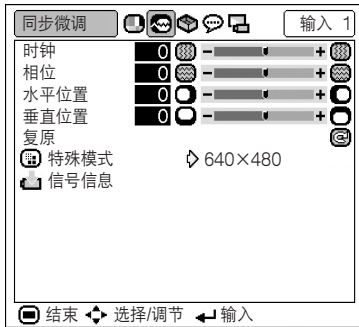 同步微调 输入 1
时钟 0 - +
相位 0 - +
水平位置 0 - +
垂直位置 0 - +
复原
特殊模式 640×480
信号信息
结束 选择/调节 输入